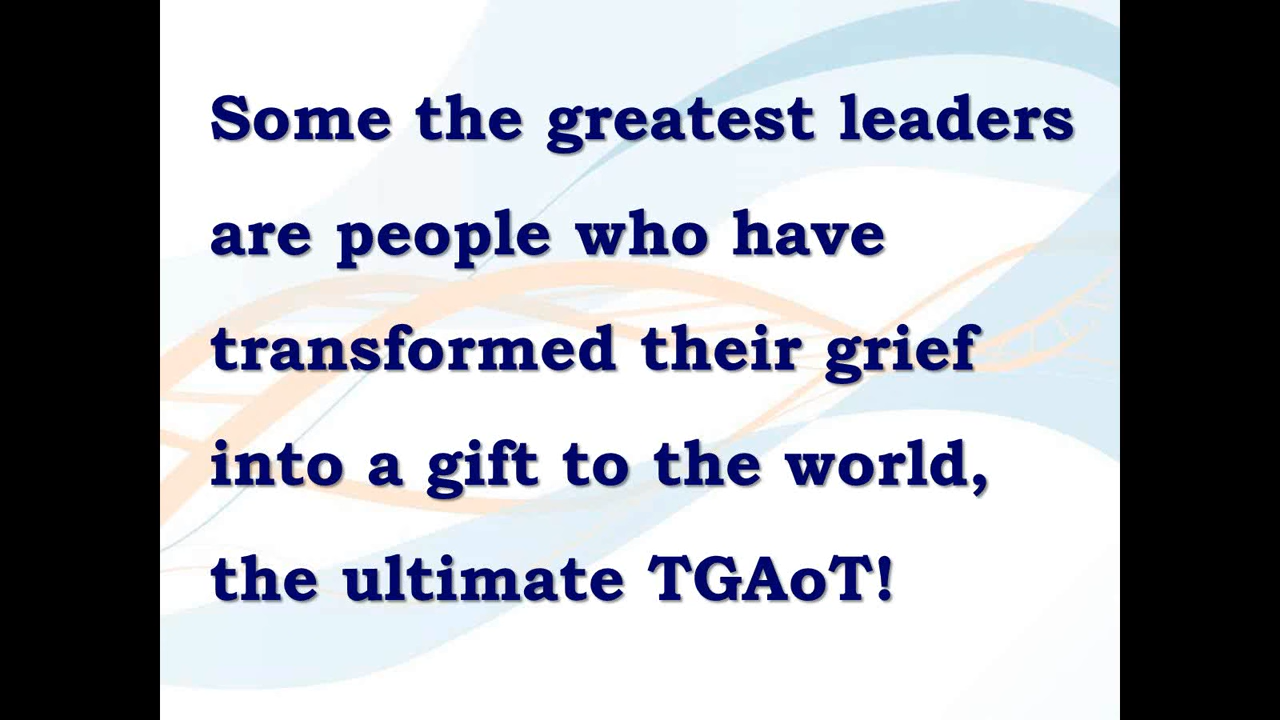 Some the greatest leaders
are people who have
transformed their grief
into a gift to the world,
the ultimate TGAoT!